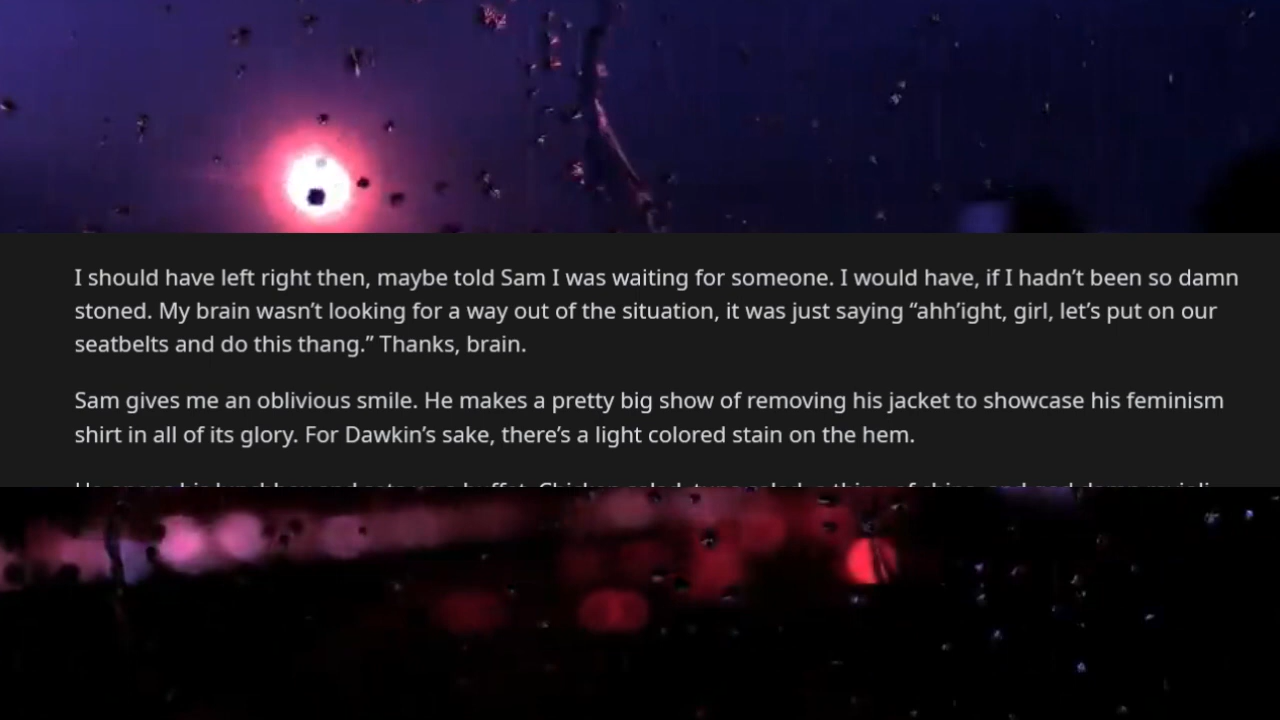 I should have left right then, maybe told Sam I was waiting for someone. I would have, if I hadn’t been so damn
stoned. My brain wasn’t looking for a way out of the situation, it was just saying “ahh’ight, girl, let’s put on our
seatbelts and do this thang.” Thanks, brain.
Sam gives me an oblivious smile. He makes a pretty big show of removing his jacket to showcase his feminism
shirt in all of its glory. For Dawkin’s sake, there’s a light colored stain on the hem.